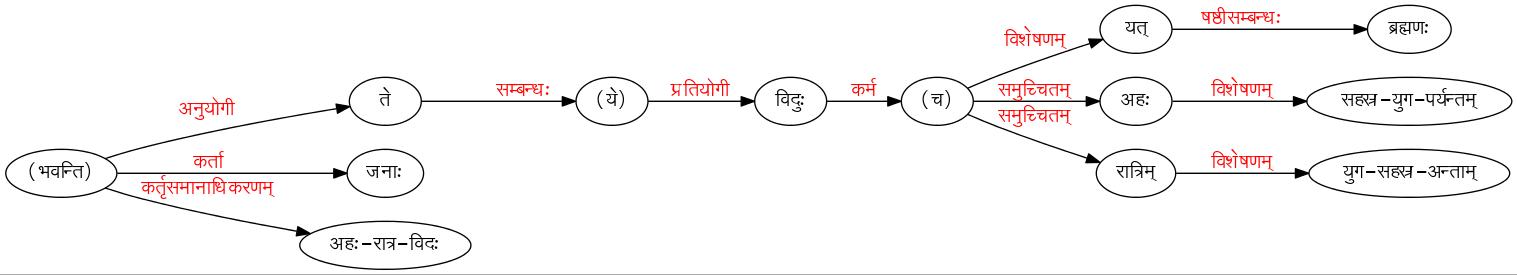 यत्
षष्ठीसम्बन्धः
ब्रह्मणः
विशेषणम्
ते
सम्बन्धः
(ये)
प्रतियोगी
विदुः
कर्म
(च)
समुच्चितम्
अहः
विशेषणम्
सहस्र-युग-पर्यन्तम्
अनुयोगी
समुच्चितम्
(भवन्ति)
कर्ता
जनाः
रात्रिम्
विशेषणम्
युग-सहस्र-अन्ताम्
कर्तृसमानाधिकरणम्
अहः-रात्र-विदः